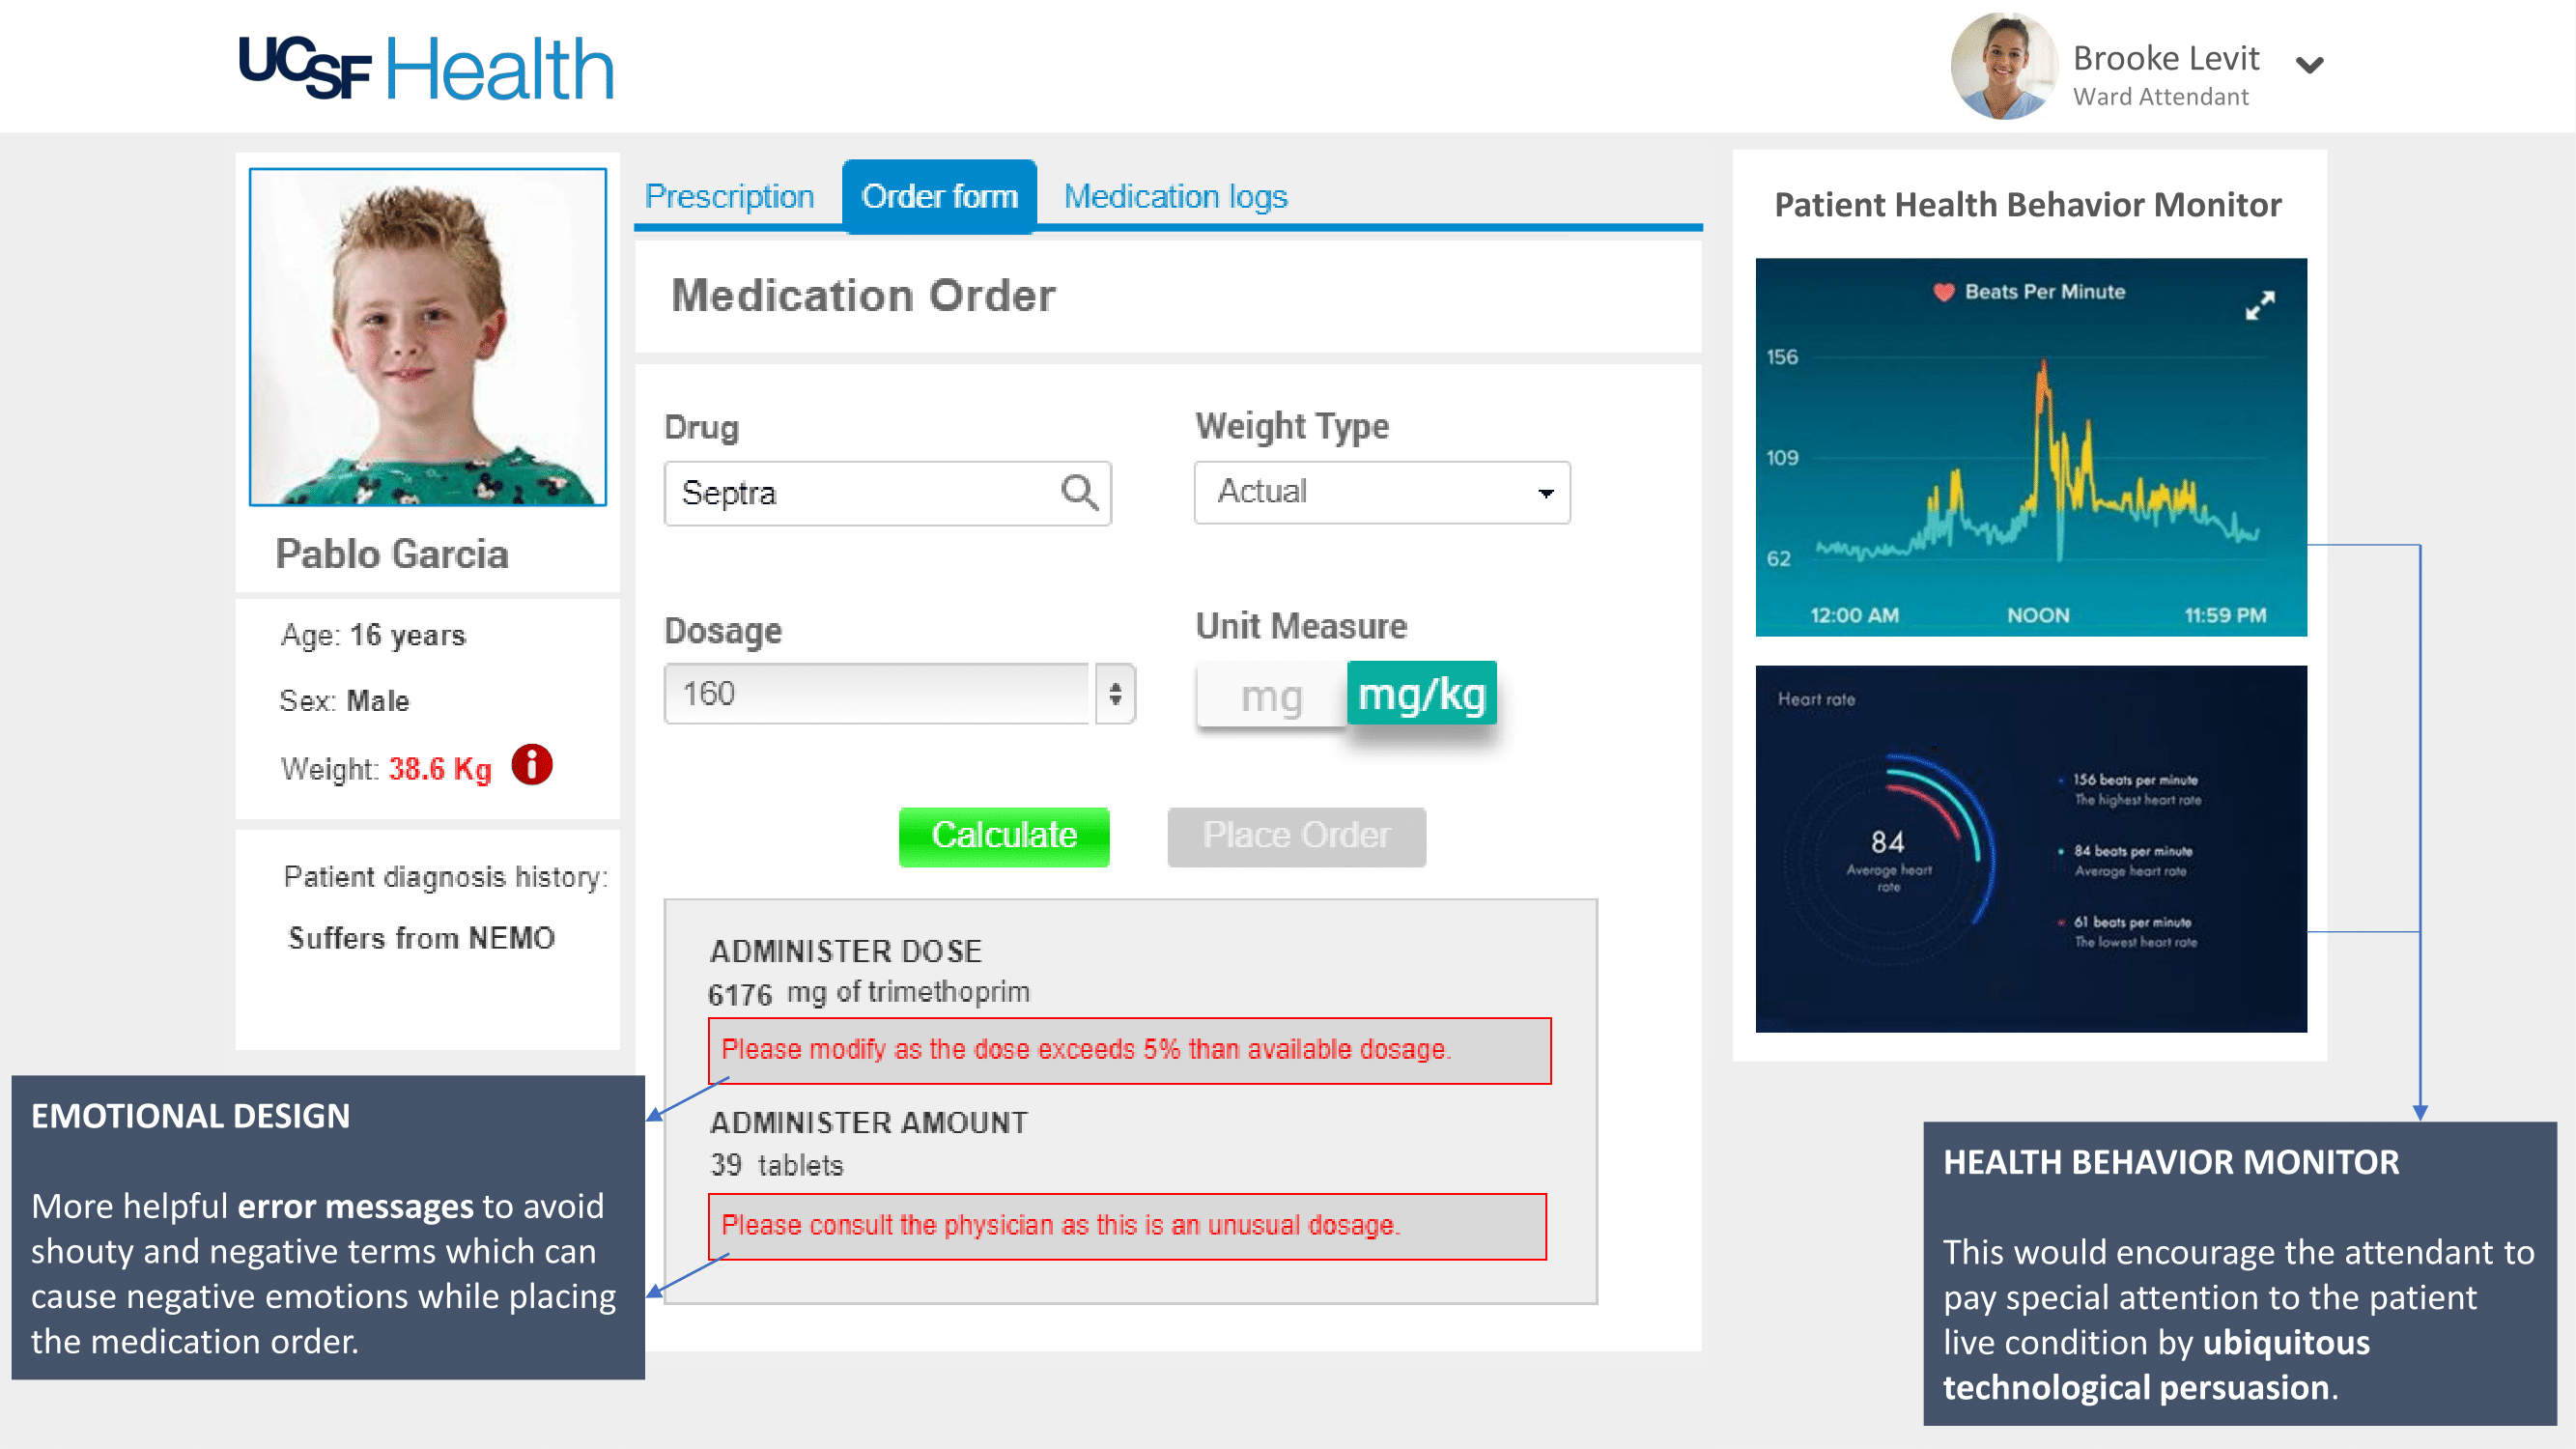 UCSF Health
Brooke Levit
Ward Attendant
Pablo Garcia
Age: 16 years
Sex: Male
Weight: 38.6 Kg
Patient diagnosis history:
Suffers from NEMO
Prescription
Order form
Medication logs
Medication Order
Drug
Septra
Weight Type
Actual
Dosage
160
Unit Measure
mg
mg/kg
Calculate
Place Order
ADMINISTER DOSE
6176 mg of trimethoprim
Please modify as the dose exceeds 5% than available dosage.
ADMINISTER AMOUNT
39 tablets
Please consult the physician as this is an unusual dosage.
Patient Health Behavior Monitor
Beats Per Minute
156
109
62
12:00 AM
NOON
11:59 PM
Heart rate
84
Average heart
rate
156 beats per minute
The highest heart rate
84 beats per minute
Average heart rate
61 beats per minute
The lowest heart rate
EMOTIONAL DESIGN
More helpful error messages to avoid
shouty and negative terms which can
cause negative emotions while placing
the medication order.
HEALTH BEHAVIOR MONITOR
This would encourage the attendant to
pay special attention to the patient
live condition by ubiquitous
technological persuasion.